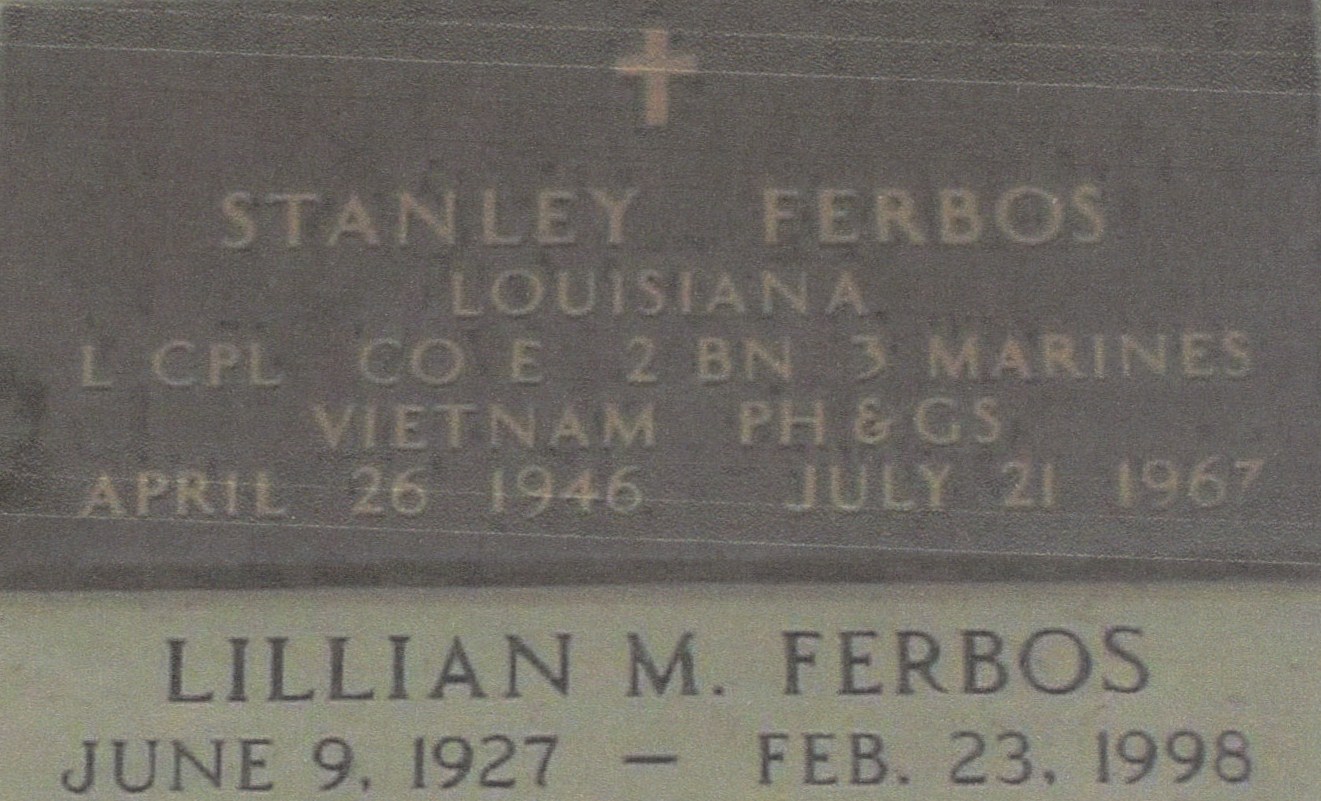 STANLEY FERBOS
LOUISIANA
L CPL CO E 2 BN 3 MARINES
VIETNAM PH & GS
APRIL 26 1946 JULY 21 1967
LILLIAN M. FERBOS
JUNE 9, 1927 — FEB. 23, 1998